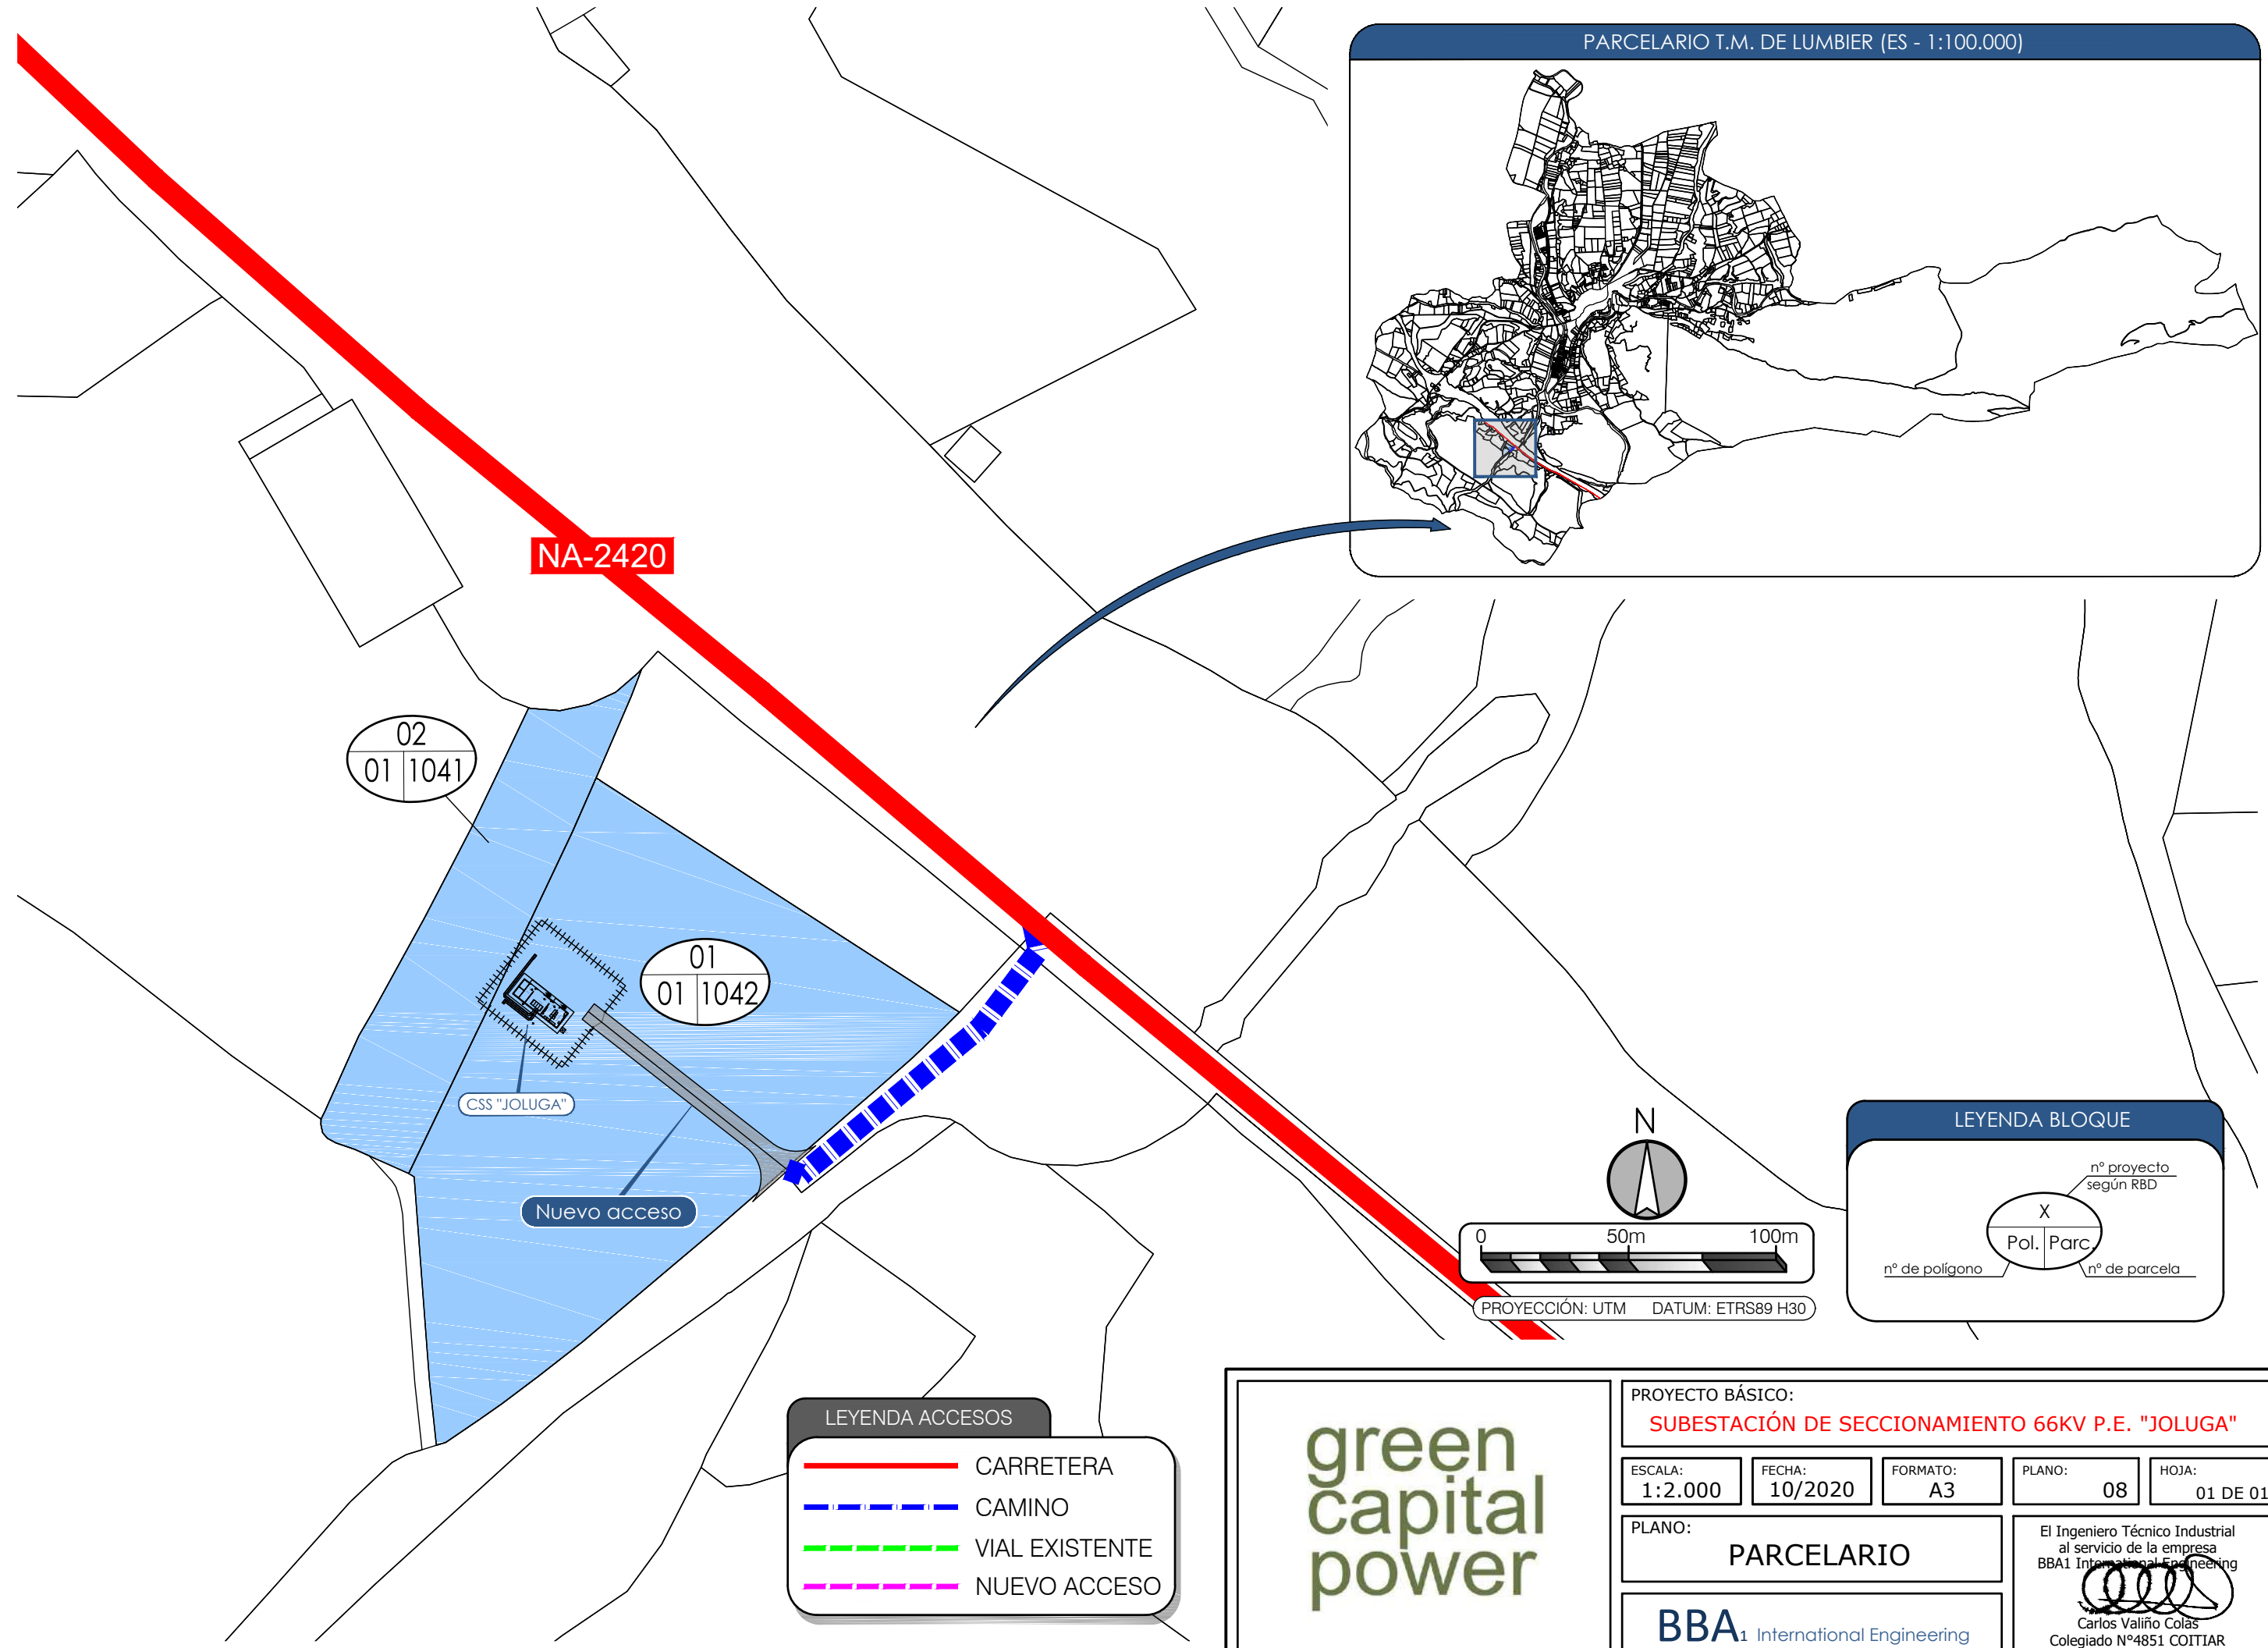 PARCELARIO T.M. DE LUMBIER (ES - 1:100.000)
NA-2420
02
01 1041
01
01 1042
CSS "JOLUGA"
Nuevo acceso
N
0 50m 100m
PROYECCIÓN: UTM DATUM: ETRS89 H30
LEYENDA BLOQUE
nº proyecto
según RBD
X
Pol. Parc.
nº de polígono
nº de parcela
LEYENDA ACCESOS
CARRETERA
CAMINO
VIAL EXISTENTE
NUEVO ACCESO
green
capital
power
PROYECTO BÁSICO:
SUBESTACIÓN DE SECCIONAMIENTO 66KV P.E. "JOLUGA"
ESCALA:
1:2.000
FECHA:
10/2020
FORMATO:
A3
PLANO:
08
HOJA:
01 DE 01
PLANO:
PARCELARIO
BBA1 International Engineering
El Ingeniero Técnico Industrial
al servicio de la empresa
BBA1 International Engineering
Carlos Valiño Colás
Colegiado Nº4851 COITIAR